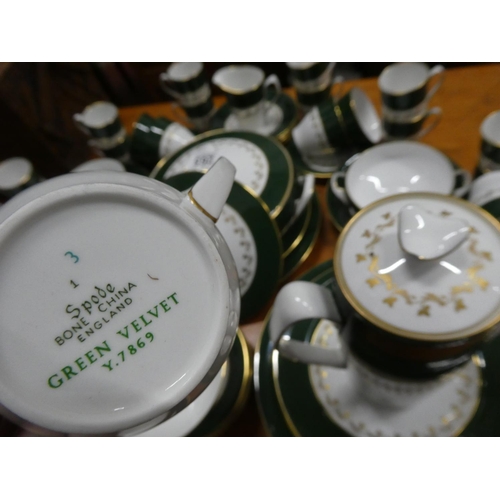 3
1
Spode
BONE CHINA
ENGLAND
GREEN VELVET
Y.7869